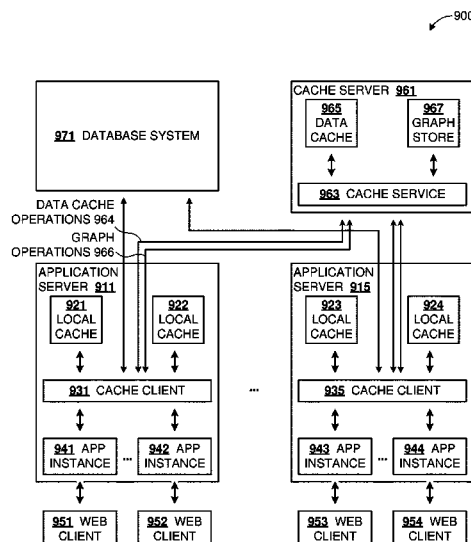 900
CACHE SERVER 961
965
DATA
CACHE
967
GRAPH
STORE
971 DATABASE SYSTEM
963 CACHE SERVICE
DATA CACHE
OPERATIONS 964
GRAPH
OPERATIONS 966
APPLICATION
SERVER 911
921
LOCAL
CACHE
922
LOCAL
CACHE
931 CACHE CLIENT
941 APP
INSTANCE
...
942 APP
INSTANCE
951 WEB
CLIENT
952 WEB
CLIENT
...
APPLICATION
SERVER 915
923
LOCAL
CACHE
924
LOCAL
CACHE
935 CACHE CLIENT
943 APP
INSTANCE
...
944 APP
INSTANCE
953 WEB
CLIENT
954 WEB
CLIENT